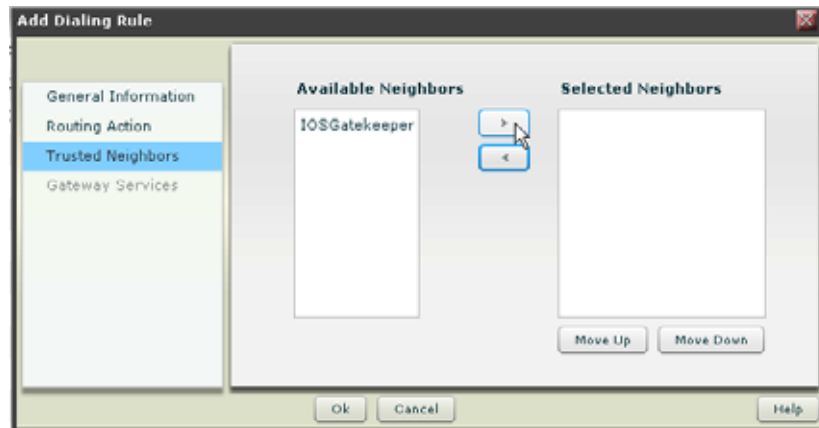 Add Dialing Rule
General Information
Routing Action
Trusted Neighbors
Gateway Services
Available Neighbors
IOSGatekeeper
>
<
Selected Neighbors
Move Up
Move Down
Ok
Cancel
Help